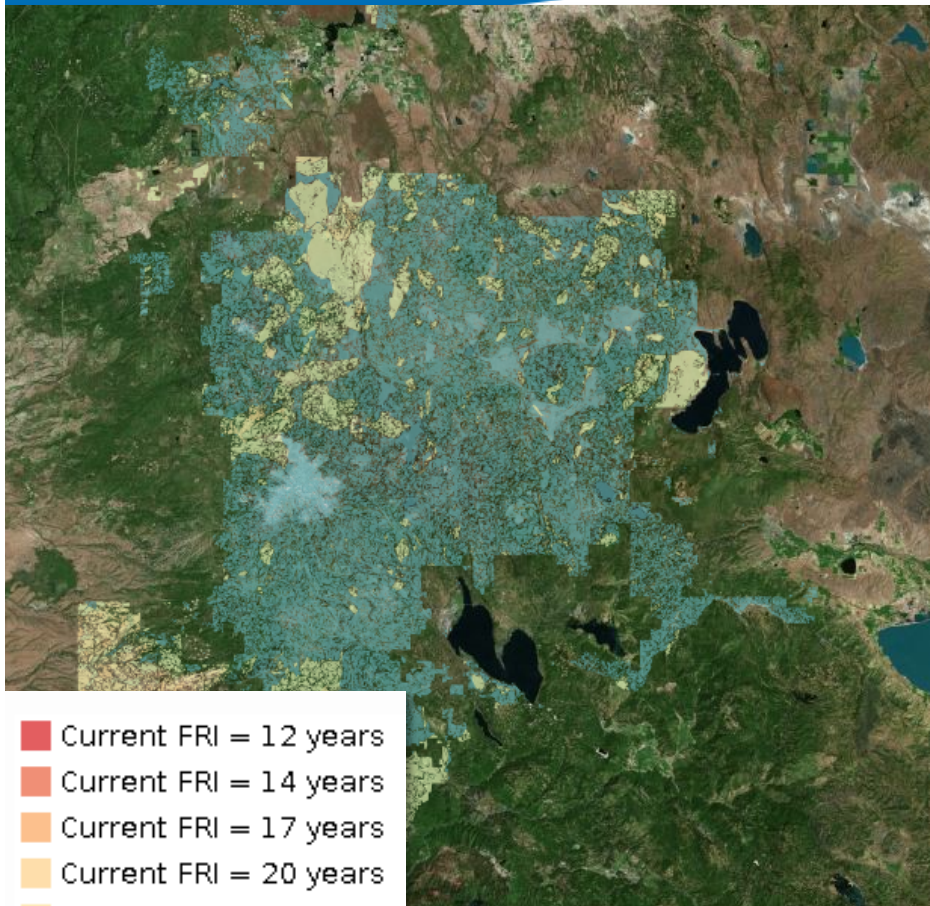 Current FRI = 12 years
Current FRI = 14 years
Current FRI = 17 years
Current FRI = 20 years